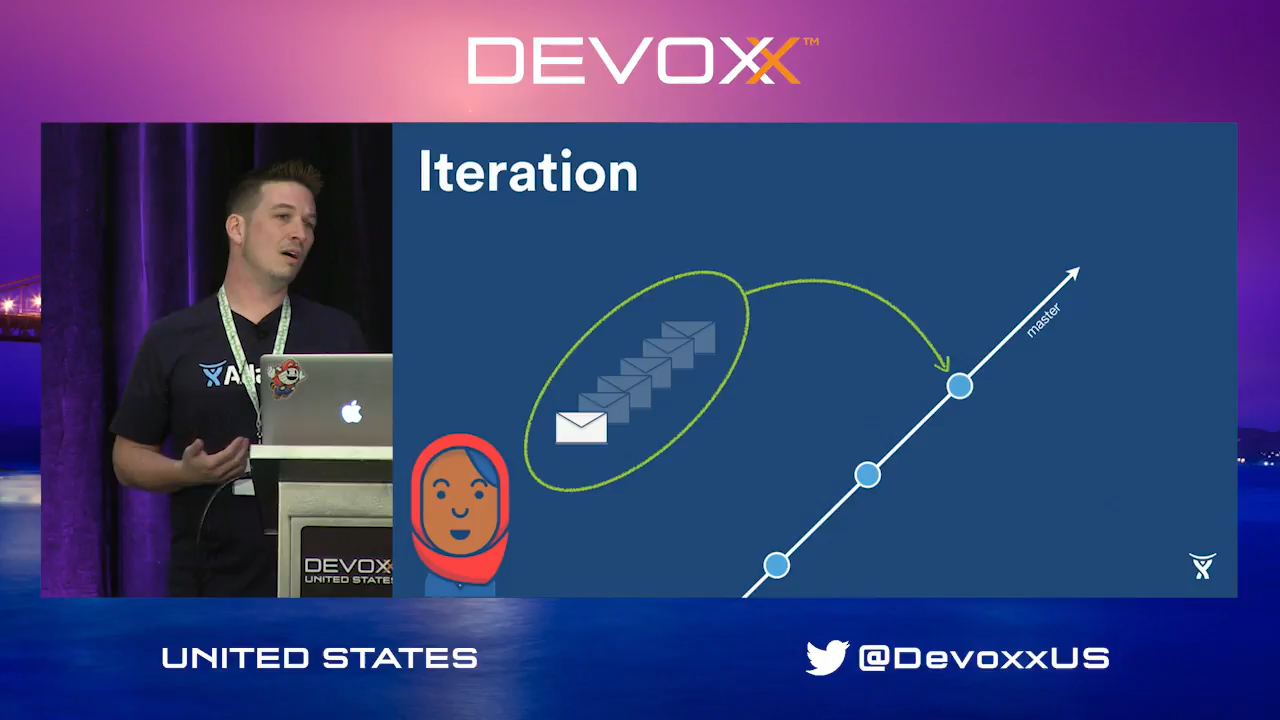 DEVOXX™
Iteration
master
DEVOXX
UNITED STATES
UNITED STATES
@DevoxxUS